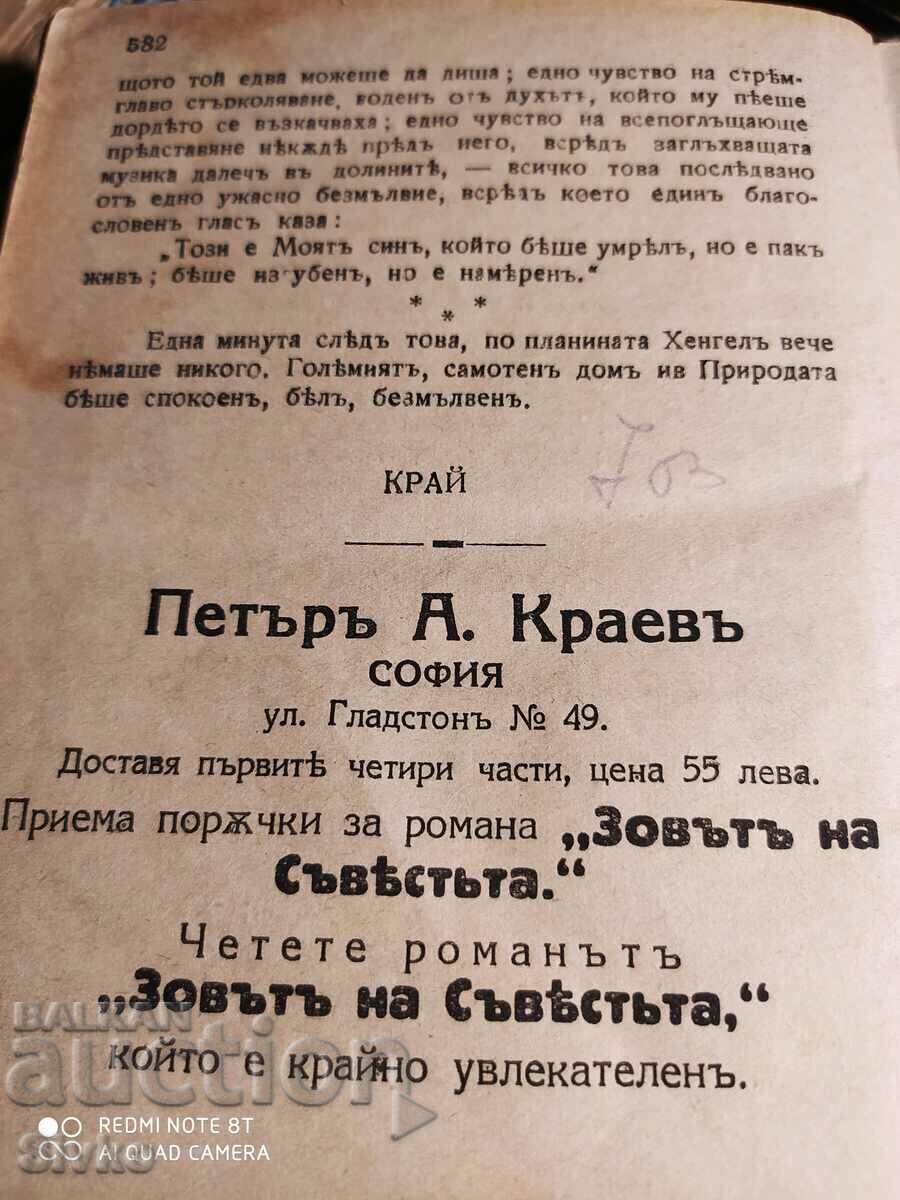 582
щото той едва можеше да диша; едно чувство на стрѣм-
главо стърколяване, воденъ отъ духътъ, който му пѣеше
дордѣто се възкачваха; едно чувство на всепоглъщающе
прѣдставяне нѣкждѣ прѣдъ него, всрѣдъ заглъхващата
музика далечъ въ долинитѣ, — всичко това послѣдвано
отъ едно ужасно безмълвие, всрѣдъ което единъ благо-
словенъ гласъ каза:
„Този е Моятъ синъ, който бѣше умрѣлъ, но е пакъ
живъ; бѣше изгубенъ, но е намѣренъ.“
* * *
Една минута слѣдъ това, по планината Хенгелъ вече
нѣмаше никого. Голѣмиятъ, самотенъ домъ ив Природата
бѣше спокоенъ, бѣлъ, безмълвенъ.
КРАЙ
Петъръ А. Краевъ
СОФИЯ
ул. Гладстонъ № 49.
Доставя първитѣ четири части, цена 55 лева.
Приема порѫчки за романа „Зовътъ на
Съвѣстьта.“
Четете романътъ
„Зовътъ на Съвѣстьта,“
който е крайно увлекателенъ.
BALKAN
auction
REDMI NOTE 8T
AI QUAD CAMERA
Sivko